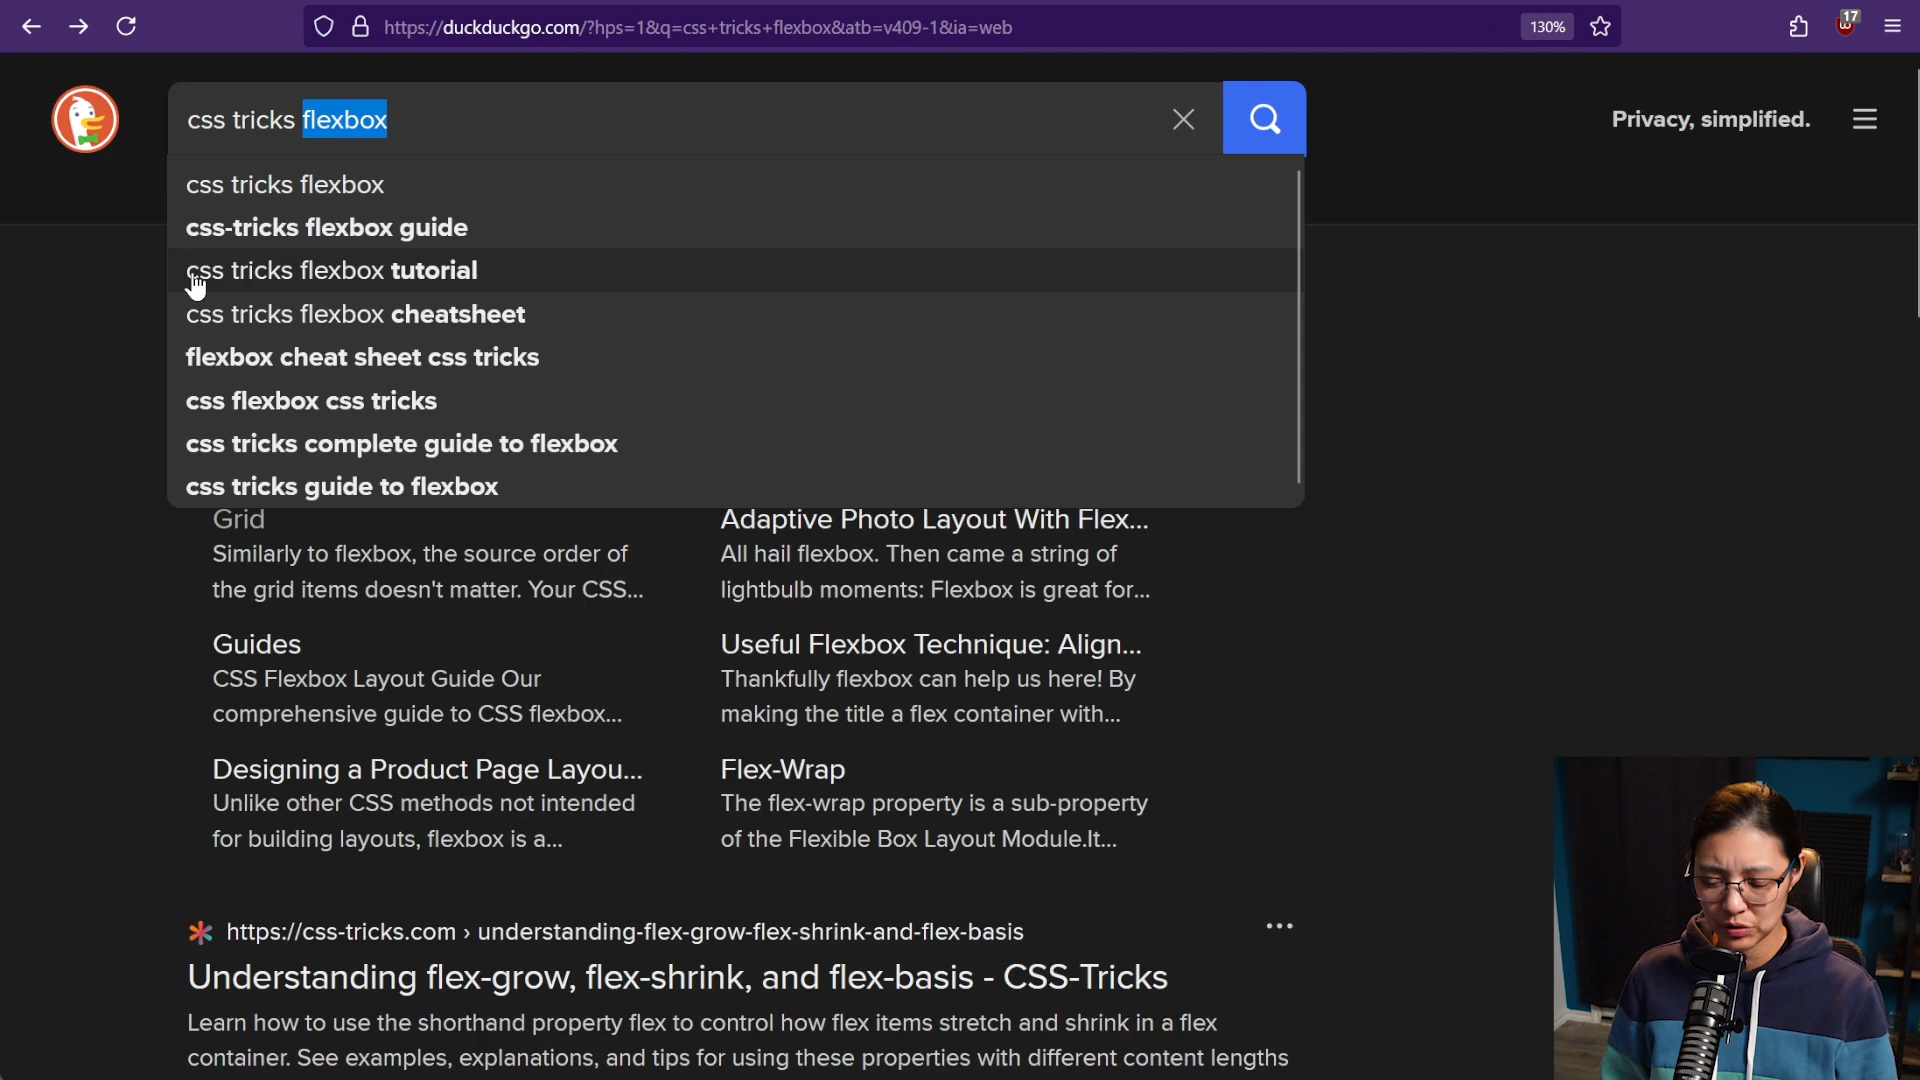 https://duckduckgo.com/?hps=1&q=css+tricks+flexbox&atb=v409-1&ia=web
130%
17
css tricks flexbox
Privacy, simplified.
css tricks flexbox
css-tricks flexbox guide
css tricks flexbox tutorial
css tricks flexbox cheatsheet
flexbox cheat sheet css tricks
css flexbox css tricks
css tricks complete guide to flexbox
css tricks guide to flexbox
Grid
Similarly to flexbox, the source order of
the grid items doesn't matter. Your CSS...
Adaptive Photo Layout With Flex...
All hail flexbox. Then came a string of
lightbulb moments: Flexbox is great for...
Guides
CSS Flexbox Layout Guide Our
comprehensive guide to CSS flexbox...
Useful Flexbox Technique: Align...
Thankfully flexbox can help us here! By
making the title a flex container with...
Designing a Product Page Layou...
Unlike other CSS methods not intended
for building layouts, flexbox is a...
Flex-Wrap
The flex-wrap property is a sub-property
of the Flexible Box Layout Module.It...
https://css-tricks.com › understanding-flex-grow-flex-shrink-and-flex-basis
Understanding flex-grow, flex-shrink, and flex-basis - CSS-Tricks
Learn how to use the shorthand property flex to control how flex items stretch and shrink in a flex
container. See examples, explanations, and tips for using these properties with different content lengths